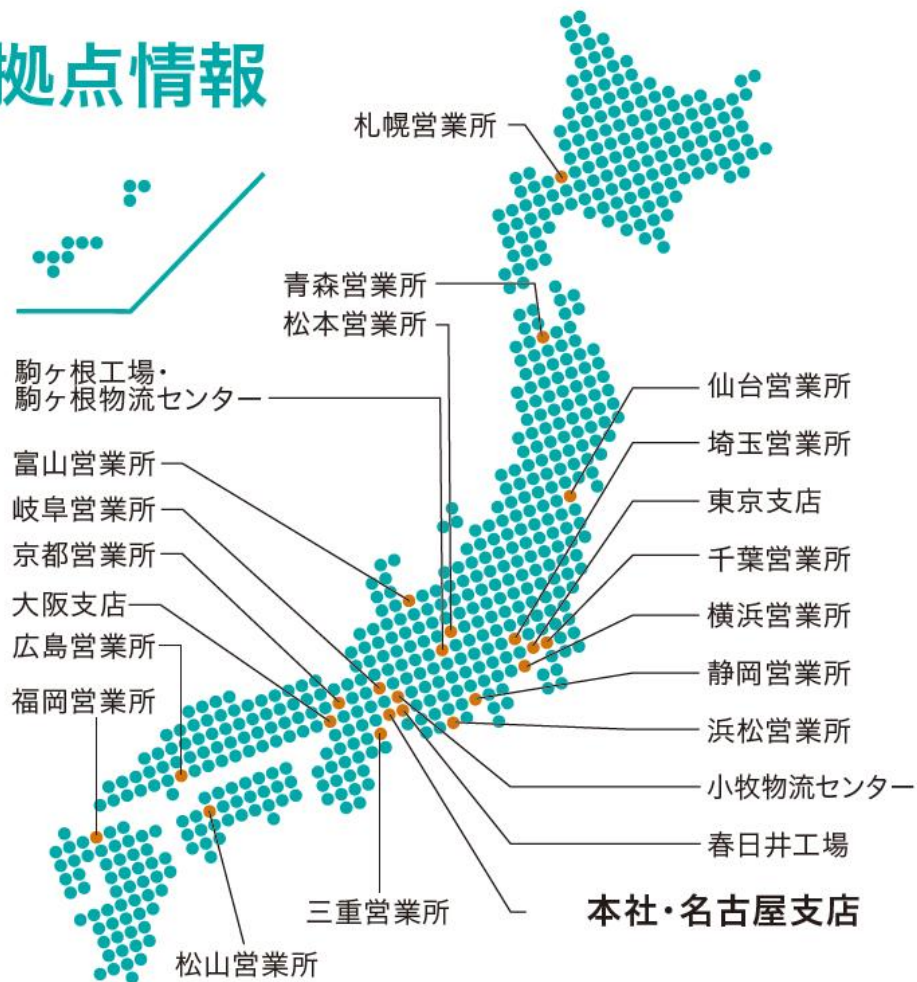 拠点情報
札幌営業所
青森営業所
松本営業所
駒ヶ根工場・
駒ヶ根物流センター
富山営業所
岐阜営業所
京都営業所
大阪支店
広島営業所
福岡営業所
仙台営業所
埼玉営業所
東京支店
千葉営業所
横浜営業所
静岡営業所
浜松営業所
小牧物流センター
春日井工場
本社・名古屋支店
三重営業所
松山営業所